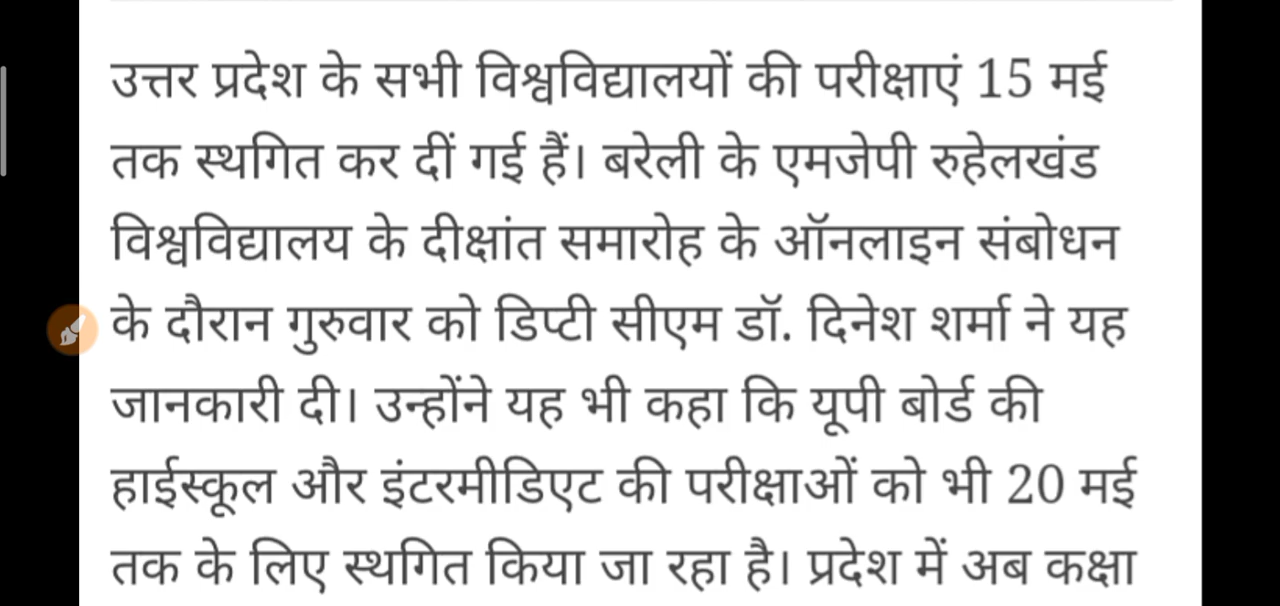 उत्तर प्रदेश के सभी विश्वविद्यालयों की परीक्षाएं 15 मई
तक स्थगित कर दीं गई हैं। बरेली के एमजेपी रुहेलखंड
विश्वविद्यालय के दीक्षांत समारोह के ऑनलाइन संबोधन
के दौरान गुरुवार को डिप्टी सीएम डॉ. दिनेश शर्मा ने यह
जानकारी दी। उन्होंने यह भी कहा कि यूपी बोर्ड की
हाईस्कूल और इंटरमीडिएट की परीक्षाओं को भी 20 मई
तक के लिए स्थगित किया जा रहा है। प्रदेश में अब कक्षा